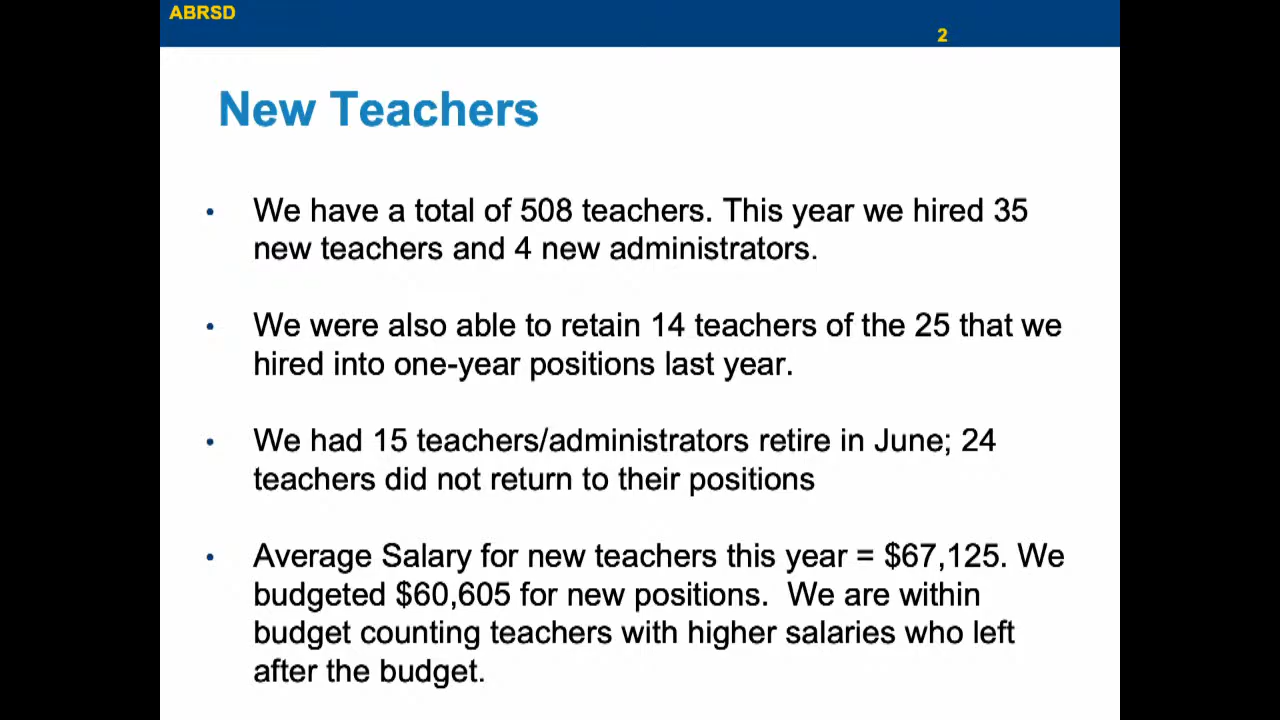 ABRSD
2
New Teachers
• We have a total of 508 teachers. This year we hired 35
new teachers and 4 new administrators.
• We were also able to retain 14 teachers of the 25 that we
hired into one-year positions last year.
• We had 15 teachers/administrators retire in June; 24
teachers did not return to their positions
• Average Salary for new teachers this year = $67,125. We
budgeted $60,605 for new positions.  We are within
budget counting teachers with higher salaries who left
after the budget.